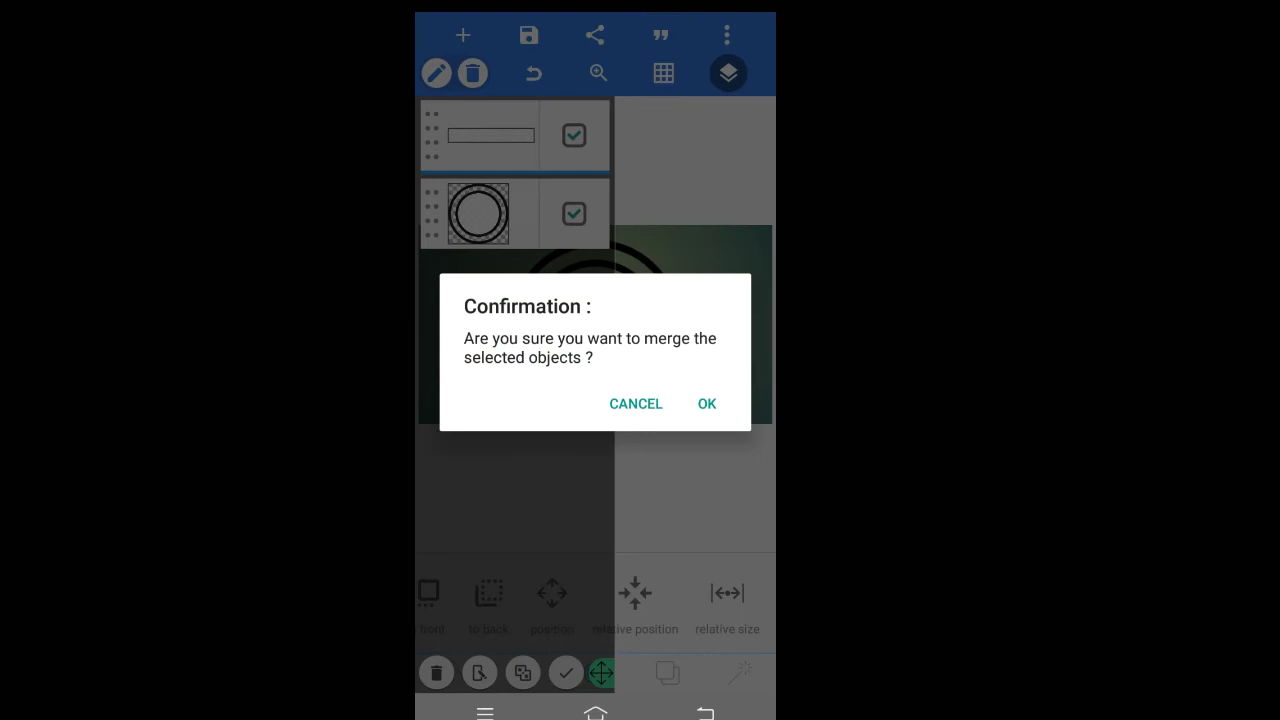 Confirmation :
Are you sure you want to merge the
selected objects ?
CANCEL OK
front to back position relative position relative size